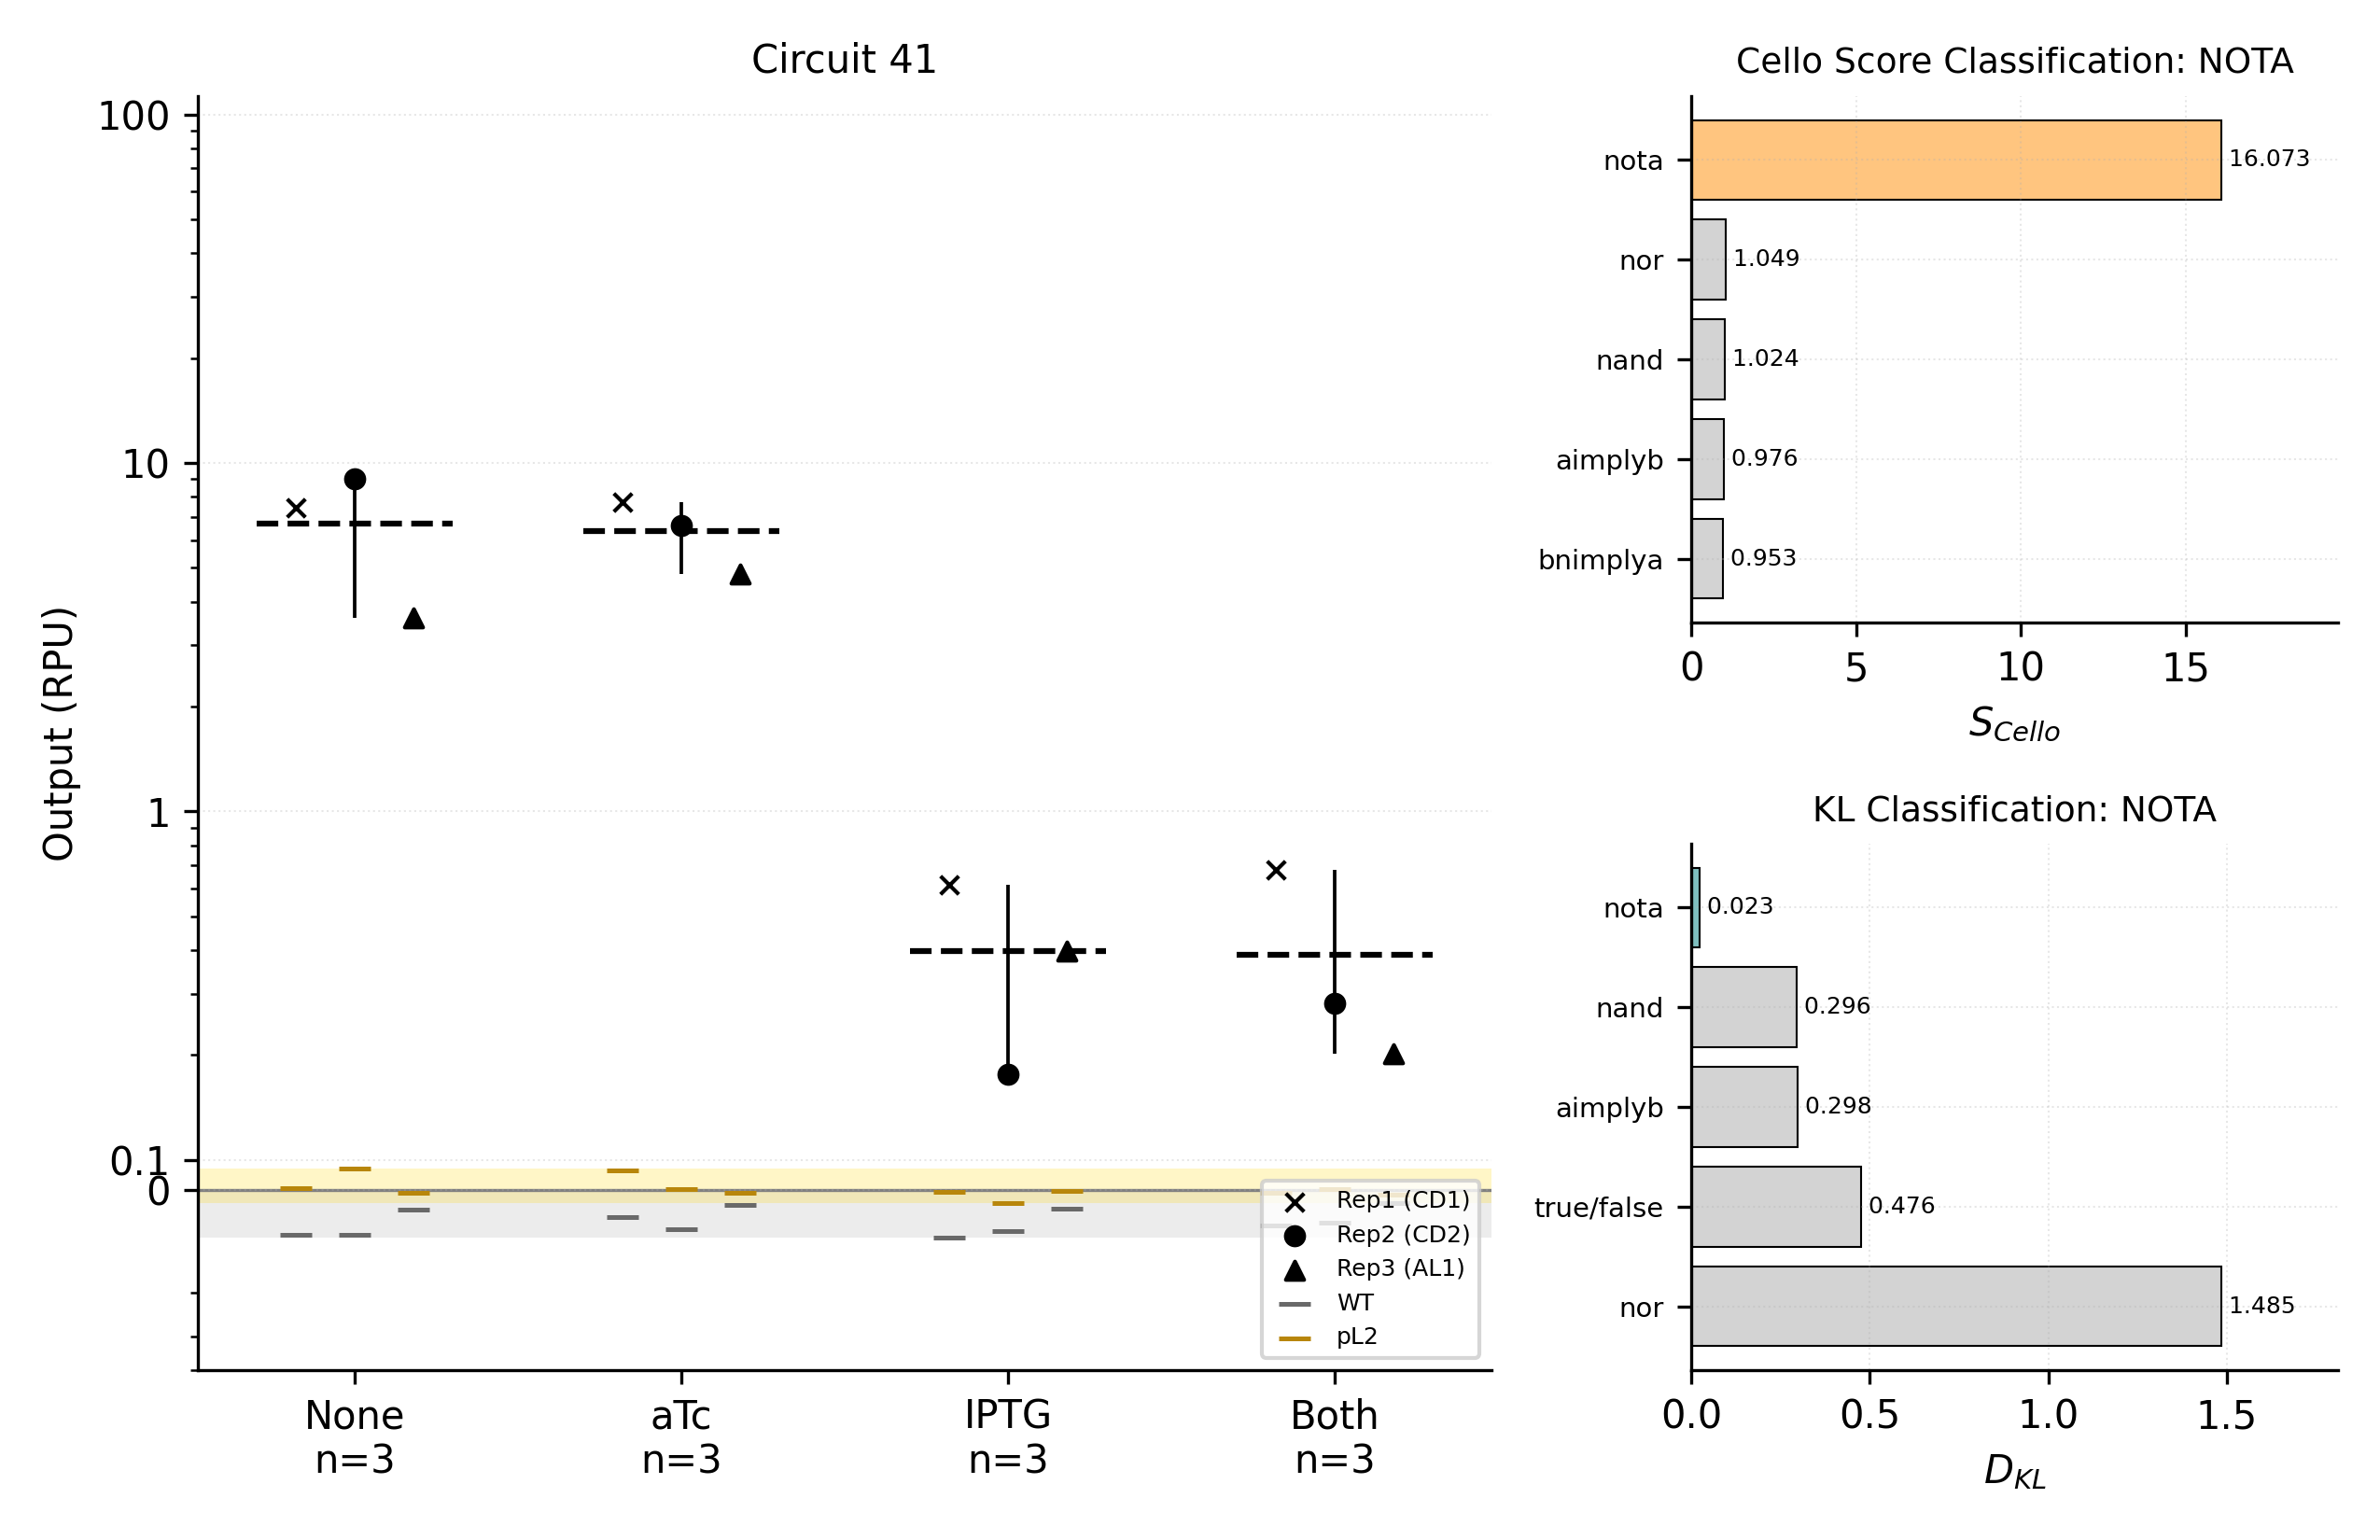 Circuit 41
Output (RPU)
100
10
1
0.1
0
None
n=3
aTc
n=3
IPTG
n=3
Both
n=3
Rep1 (CD1)
Rep2 (CD2)
Rep3 (AL1)
WT
pL2
Cello Score Classification: NOTA
nota
16.073
nor
1.049
nand
1.024
aimplyb
0.976
bnimplya
0.953
0
5
10
15
S_Cello
KL Classification: NOTA
nota
0.023
nand
0.296
aimplyb
0.298
true/false
0.476
nor
1.485
0.0
0.5
1.0
1.5
D_KL